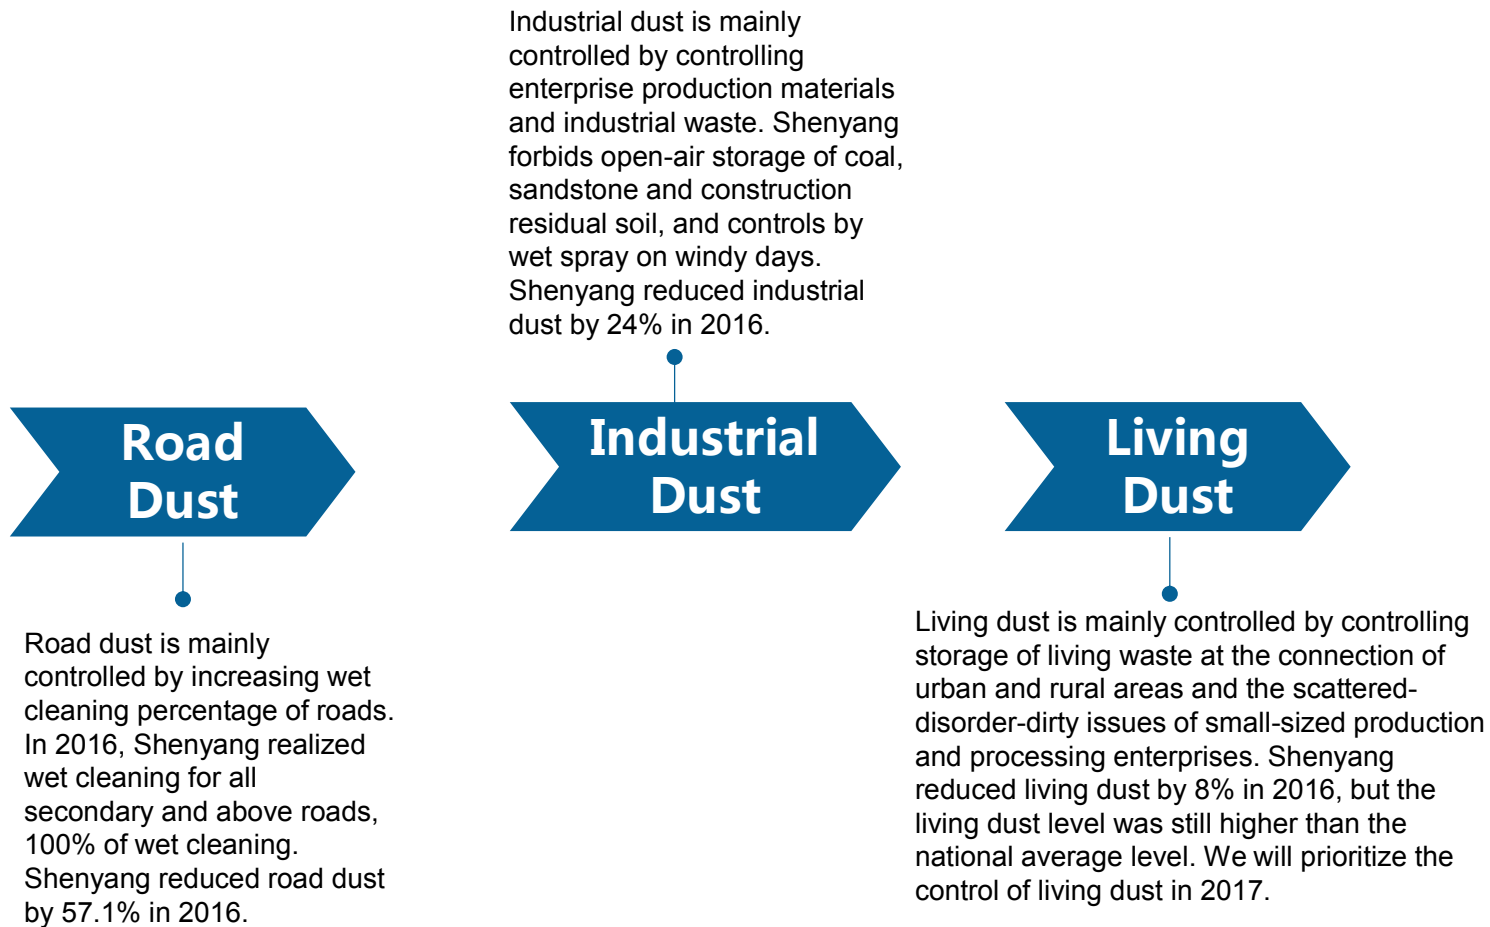 Industrial dust is mainly
controlled by controlling
enterprise production materials
and industrial waste. Shenyang
forbids open-air storage of coal,
sandstone and construction
residual soil, and controls by
wet spray on windy days.
Shenyang reduced industrial
dust by 24% in 2016.
Road
Dust
Industrial
Dust
Living
Dust
Road dust is mainly
controlled by increasing wet
cleaning percentage of roads.
In 2016, Shenyang realized
wet cleaning for all
secondary and above roads,
100% of wet cleaning.
Shenyang reduced road dust
by 57.1% in 2016.
Living dust is mainly controlled by controlling
storage of living waste at the connection of
urban and rural areas and the scattered-
disorder-dirty issues of small-sized production
and processing enterprises. Shenyang
reduced living dust by 8% in 2016, but the
living dust level was still higher than the
national average level. We will prioritize the
control of living dust in 2017.